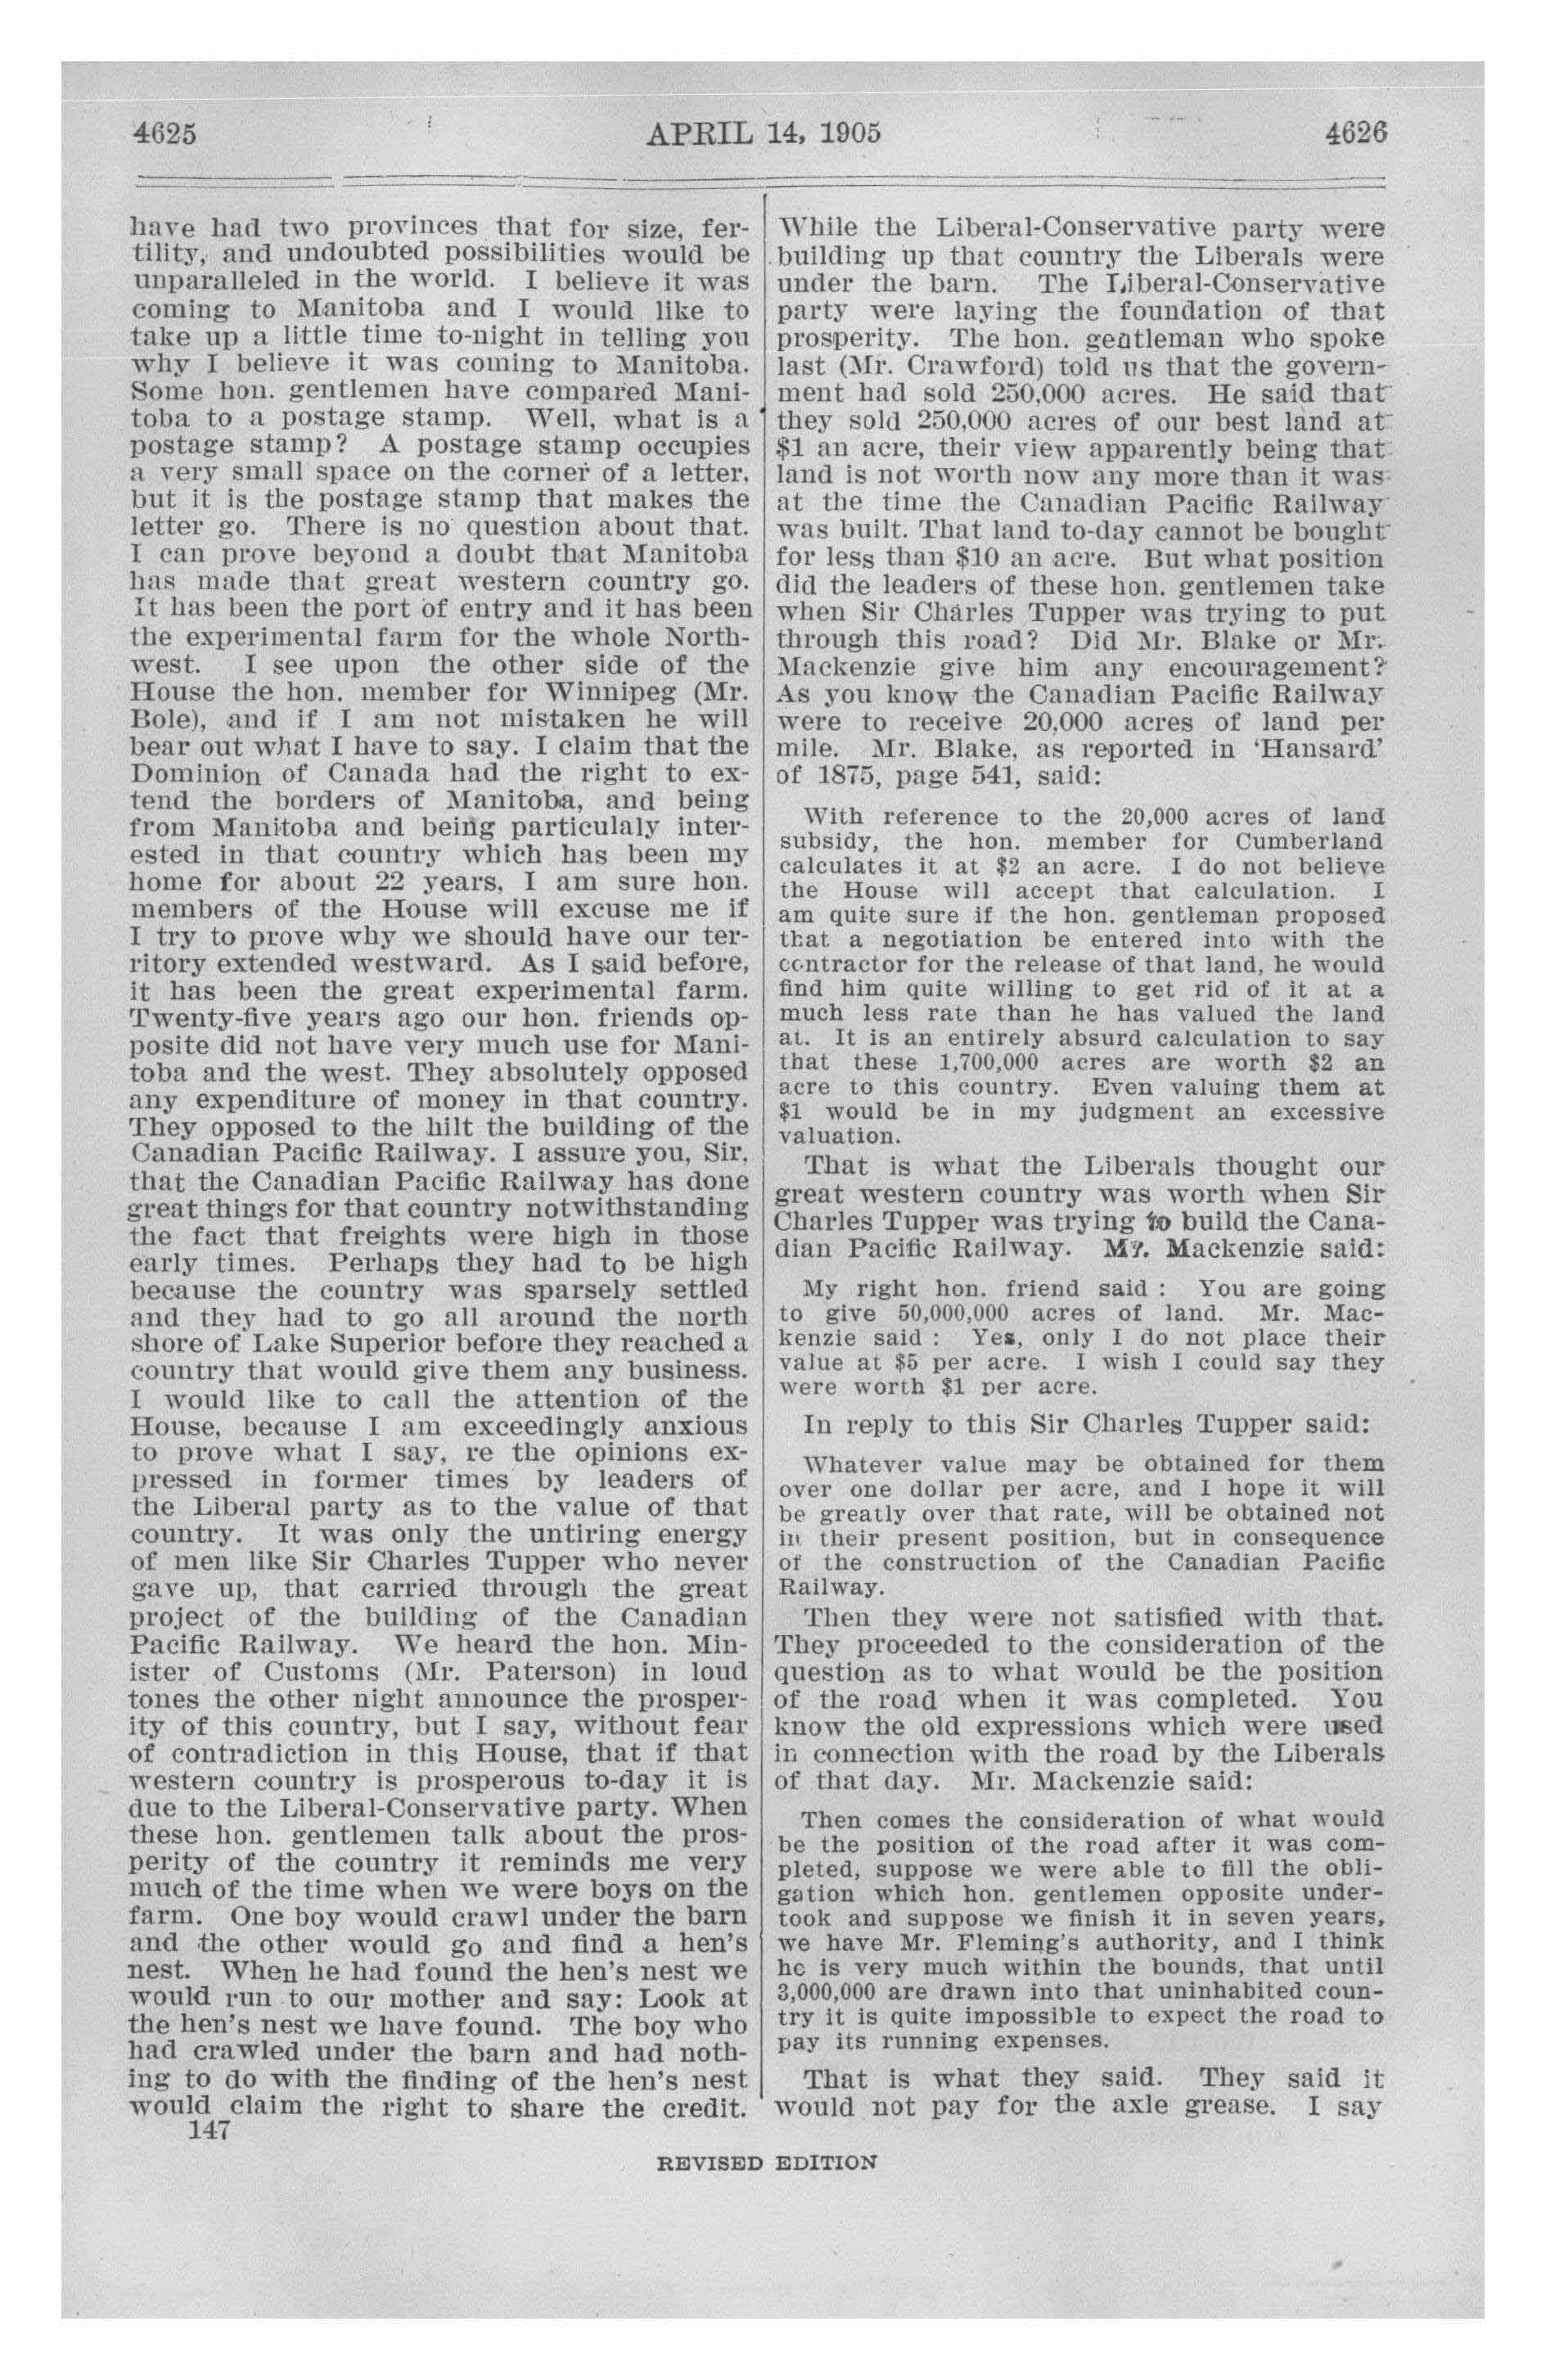 4625
APRIL 14, 1905
4626
have had two provinces that for size, fer-
tility, and undoubted possibilities would be
unparalleled in the world. I believe it was
coming to Manitoba and I would like to
take up a little time to-night in telling you
why I believe it was coming to Manitoba.
Some hon. gentlemen have compared Mani-
toba to a postage stamp. Well, what is a
postage stamp? A postage stamp occupies
a very small space on the corner of a letter,
but it is the postage stamp that makes the
letter go. There is no question about that.
I can prove beyond a doubt that Manitoba
has made that great western country go.
It has been the port of entry and it has been
the experimental farm for the whole North-
west. I see upon the other side of the
House the hon. member for Winnipeg (Mr.
Bole), and if I am not mistaken he will
bear out what I have to say. I claim that the
Dominion of Canada had the right to ex-
tend the borders of Manitoba, and being
from Manitoba and being particulaly inter-
ested in that country which has been my
home for about 22 years, I am sure hon.
members of the House will excuse me if
I try to prove why we should have our ter-
ritory extended westward. As I said before,
it has been the great experimental farm.
Twenty-five years ago our hon. friends op-
posite did not have very much use for Mani-
toba and the west. They absolutely opposed
any expenditure of money in that country.
They opposed to the hilt the building of the
Canadian Pacific Railway. I assure you, Sir,
that the Canadian Pacific Railway has done
great things for that country notwithstanding
the fact that freights were high in those
early times. Perhaps they had to be high
because the country was sparsely settled
and they had to go all around the north
shore of Lake Superior before they reached a
country that would give them any business.
I would like to call the attention of the
House, because I am exceedingly anxious
to prove what I say, re the opinions ex-
pressed in former times by leaders of
the Liberal party as to the value of that
country. It was only the untiring energy
of men like Sir Charles Tupper who never
gave up, that carried through the great
project of the building of the Canadian
Pacific Railway. We heard the hon. Min-
ister of Customs (Mr. Paterson) in loud
tones the other night announce the prosper-
ity of this country, but I say, without fear
of contradiction in this House, that if that
western country is prosperous to-day it is
due to the Liberal-Conservative party. When
these hon. gentlemen talk about the pros-
perity of the country it reminds me very
much of the time when we were boys on the
farm. One boy would crawl under the barn
and the other would go and find a hen's
nest. When he had found the hen's nest we
would run to our mother and say: Look at
the hen's nest we have found. The boy who
had crawled under the barn and had noth-
ing to do with the finding of the hen's nest
would claim the right to share the credit.
147
While the Liberal-Conservative party were
building up that country the Liberals were
under the barn. The Liberal-Conservative
party were laying the foundation of that
prosperity. The hon. gentleman who spoke
last (Mr. Crawford) told us that the govern-
ment had sold 250,000 acres. He said that
they sold 250,000 acres of our best land at
$1 an acre, their view apparently being that
land is not worth now any more than it was
at the time the Canadian Pacific Railway
was built. That land to-day cannot be bought
for less than $10 an acre. But what position
did the leaders of these hon. gentlemen take
when Sir Charles Tupper was trying to put
through this road? Did Mr. Blake or Mr.
Mackenzie give him any encouragement?
As you know the Canadian Pacific Railway
were to receive 20,000 acres of land per
mile. Mr. Blake, as reported in 'Hansard'
of 1875, page 541, said:
With reference to the 20,000 acres of land
subsidy, the hon. member for Cumberland
calculates it at $2 an acre. I do not believe
the House will accept that calculation. I
am quite sure if the hon. gentleman proposed
that a negotiation be entered into with the
contractor for the release of that land, he would
find him quite willing to get rid of it at a
much less rate than he has valued the land
at. It is an entirely absurd calculation to say
that these 1,700,000 acres are worth $2 an
acre to this country. Even valuing them at
$1 would be in my judgment an excessive
valuation.
That is what the Liberals thought our
great western country was worth when Sir
Charles Tupper was trying to build the Cana-
dian Pacific Railway. Mr. Mackenzie said:
My right hon. friend said : You are going
to give 50,000,000 acres of land. Mr. Mac-
kenzie said : Yes, only I do not place their
value at $5 per acre. I wish I could say they
were worth $1 per acre.
In reply to this Sir Charles Tupper said:
Whatever value may be obtained for them
over one dollar per acre, and I hope it will
be greatly over that rate, will be obtained not
in their present position, but in consequence
of the construction of the Canadian Pacific
Railway.
Then they were not satisfied with that.
They proceeded to the consideration of the
question as to what would be the position
of the road when it was completed. You
know the old expressions which were used
in connection with the road by the Liberals
of that day. Mr. Mackenzie said:
Then comes the consideration of what would
be the position of the road after it was com-
pleted, suppose we were able to fill the obli-
gation which hon. gentlemen opposite under-
took and suppose we finish it in seven years,
we have Mr. Fleming's authority, and I think
he is very much within the bounds, that until
3,000,000 are drawn into that uninhabited coun-
try it is quite impossible to expect the road to
pay its running expenses.
That is what they said. They said it
would not pay for the axle grease. I say
REVISED EDITION